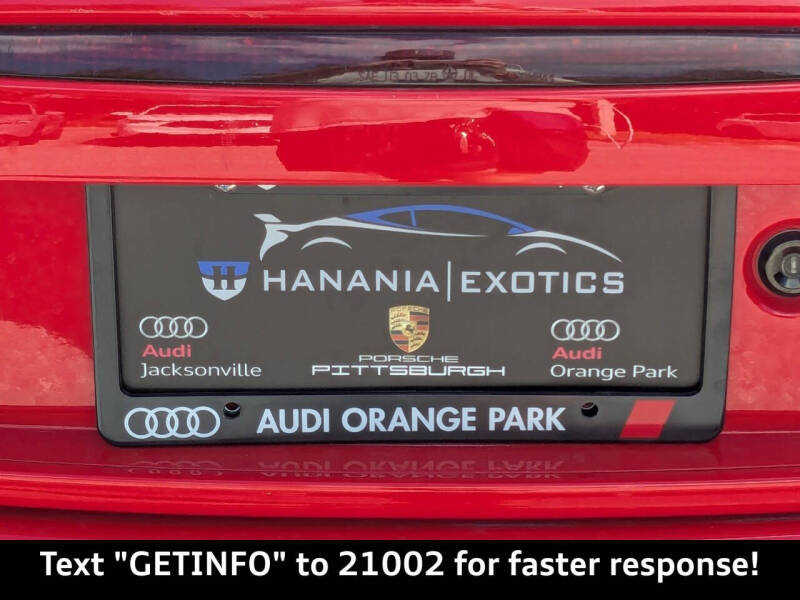 H HANANIA|EXOTICS
PORSCHE
Audi
Jacksonville
PORSCHE
PITTSBURGH
Audi
Orange Park
AUDI ORANGE PARK
Text "GETINFO" to 21002 for faster response!